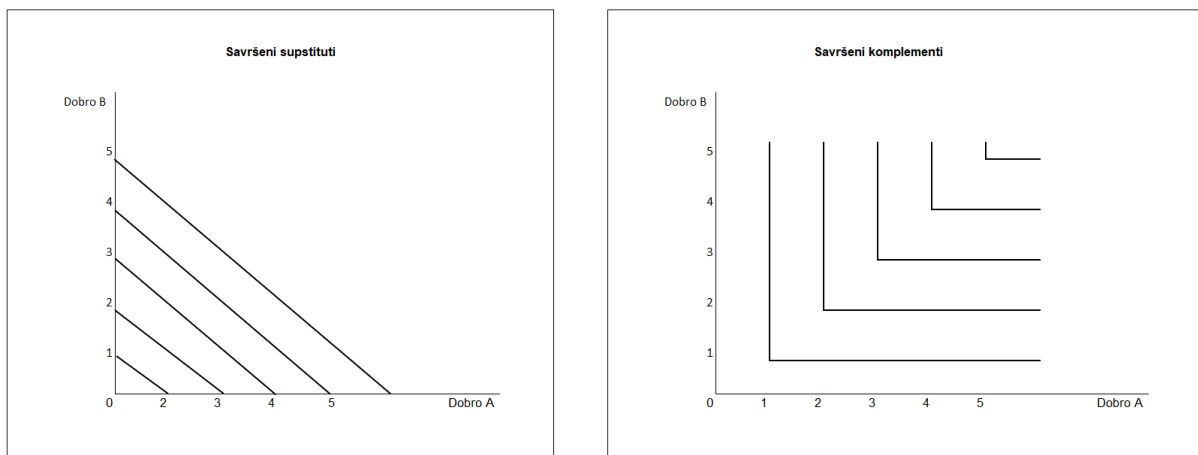 Savršeni supstituti
Dobro B
5
4
3
2
1
0 2 3 4 5 Dobro A
Savršeni komplementi
Dobro B
5
4
3
2
1
0 1 2 3 4 5 Dobro A